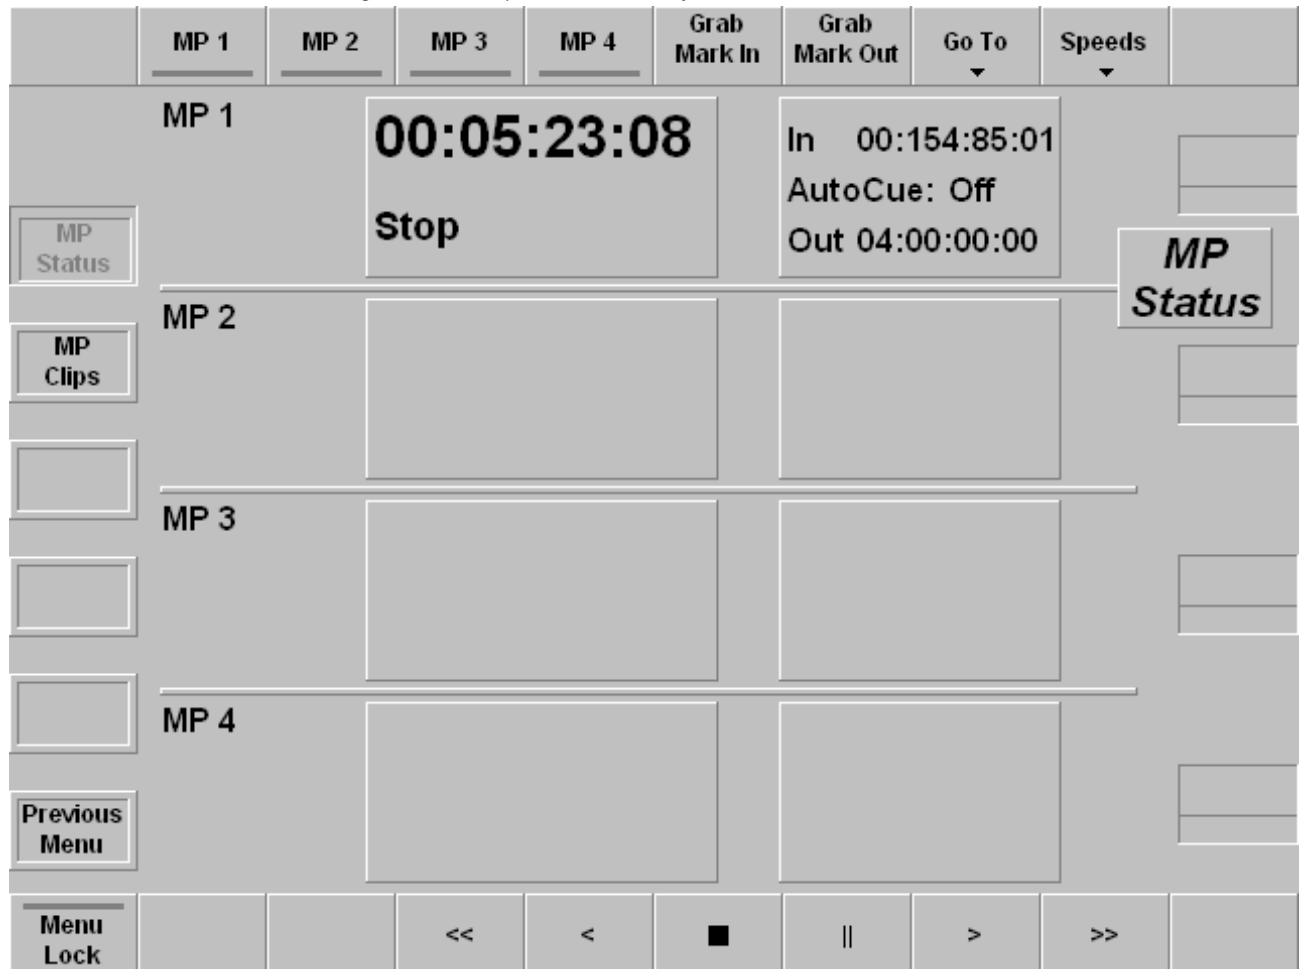 MP 1
MP 2
MP 3
MP 4
Grab
Mark In
Grab
Mark Out
Go To
Speeds
MP 1
00:05:23:08
Stop
In 00:154:85:01
AutoCue: Off
Out 04:00:00:00
MP
Status
MP
Status
MP 2
MP
Clips
MP 3
MP 4
Previous
Menu
Menu
Lock
<<
<
■
||
>
>>